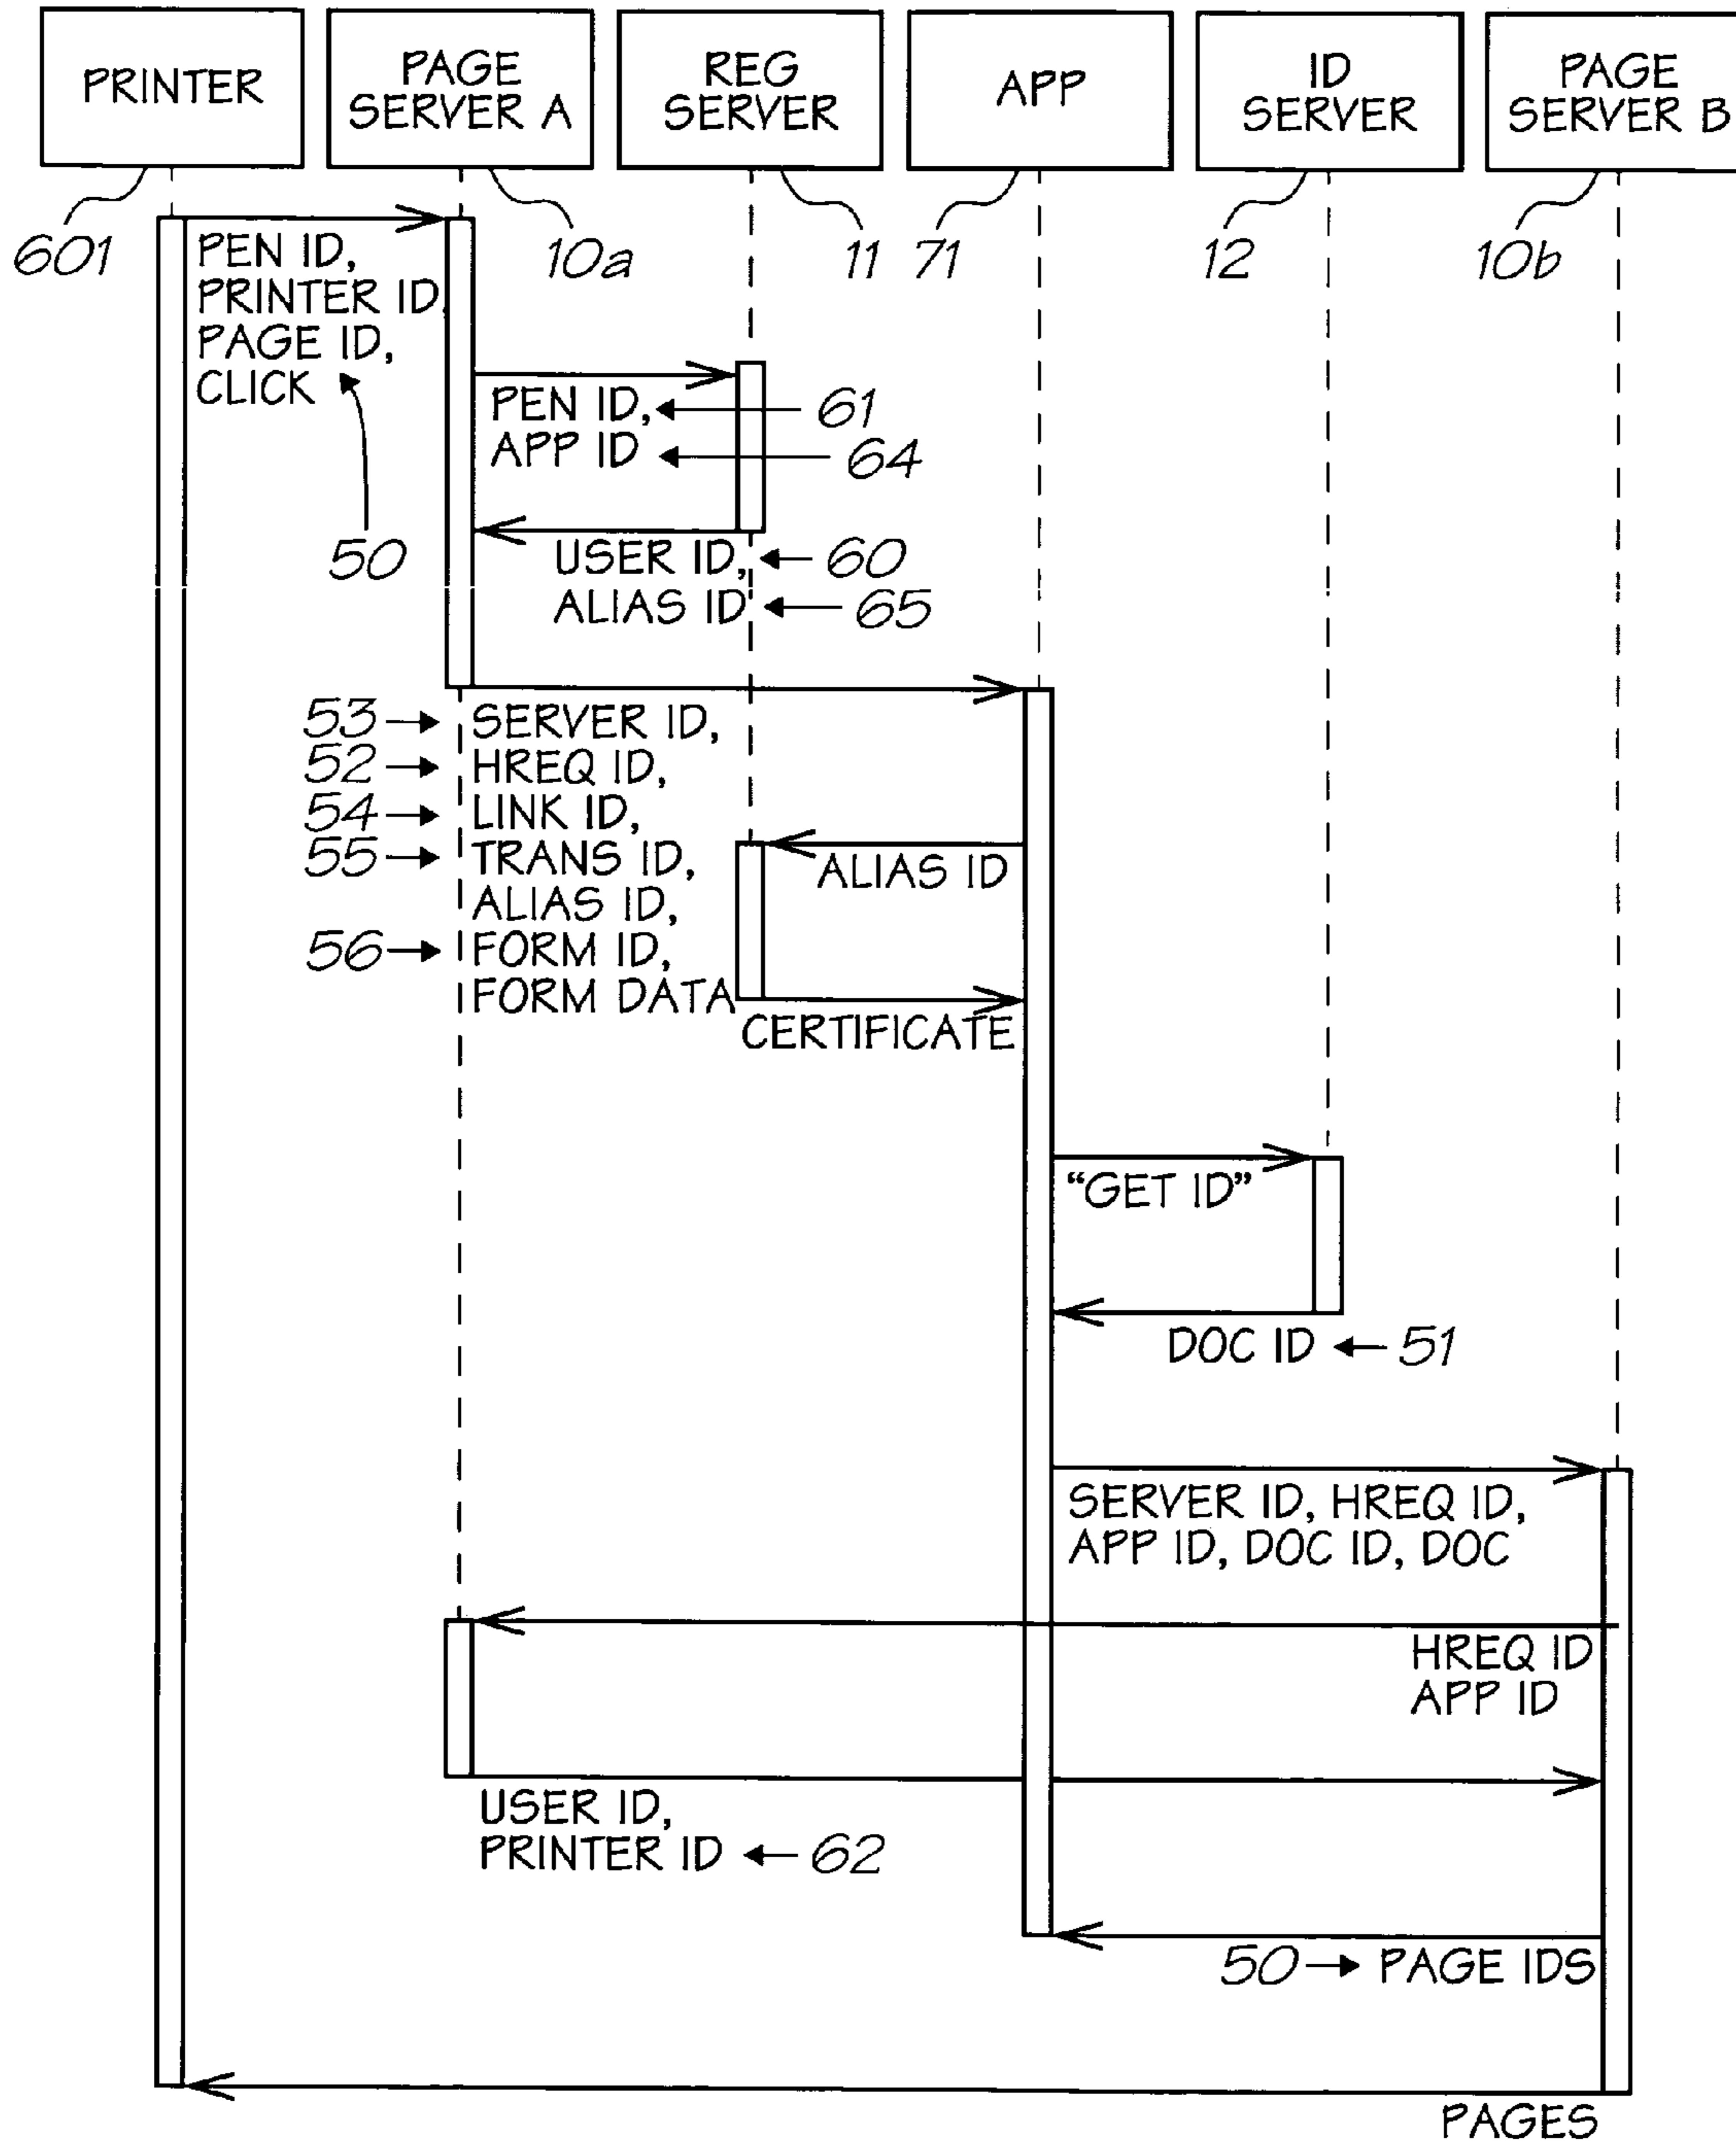 PRINTER
PAGE
SERVER A
REG
SERVER
APP
ID
SERVER
PAGE
SERVER B
601
10a
11
71
12
10b
PEN ID,
PRINTER ID
PAGE ID,
CLICK
50
PEN ID,
61
APP ID
64
USER ID,
60
ALIAS ID
65
53
SERVER ID,
52
HREQ ID,
54
LINK ID,
55
TRANS ID,
ALIAS ID,
56
FORM ID,
FORM DATA
ALIAS ID
CERTIFICATE
“GET ID”
DOC ID
51
SERVER ID, HREQ ID,
APP ID, DOC ID, DOC
HREQ ID
APP ID
USER ID,
PRINTER ID
62
50
PAGE IDS
PAGES